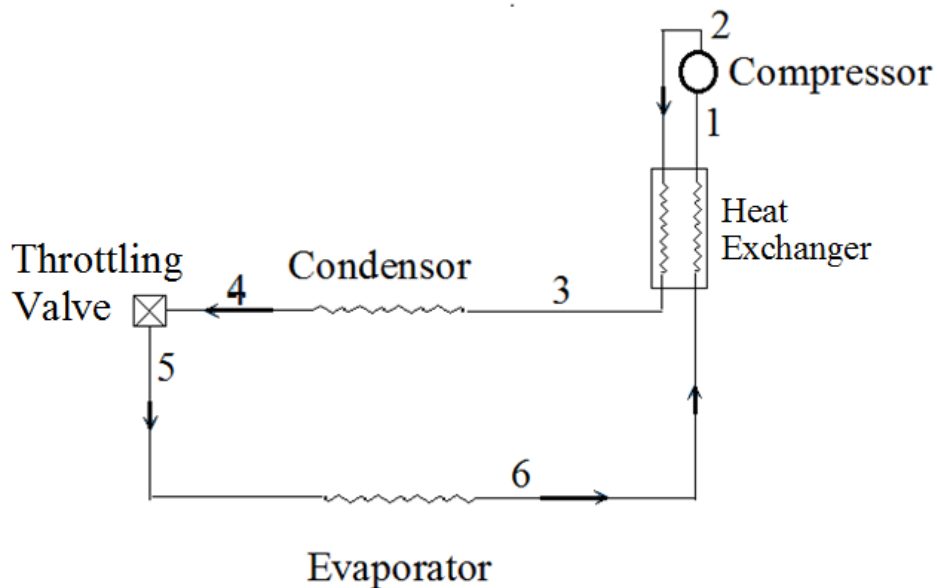 2
Compressor
1
Heat
Exchanger
Throttling
Valve
Condensor
4
3
5
6
Evaporator